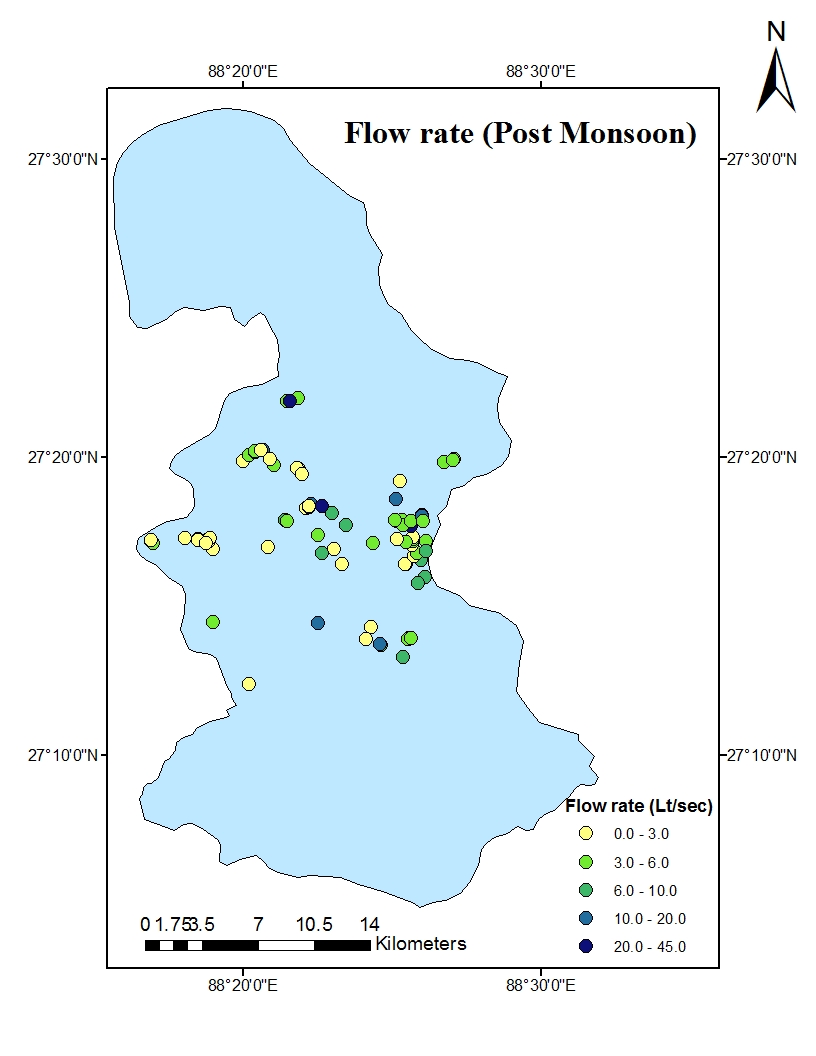 N
88°20'0"E 88°30'0"E
Flow rate (Post Monsoon)
27°30'0"N 27°30'0"N
27°20'0"N 27°20'0"N
27°10'0"N 27°10'0"N
Flow rate (Lt/sec)
0.0 - 3.0
3.0 - 6.0
6.0 - 10.0
10.0 - 20.0
20.0 - 45.0
0 1.753.5 7 10.5 14
Kilometers
88°20'0"E 88°30'0"E